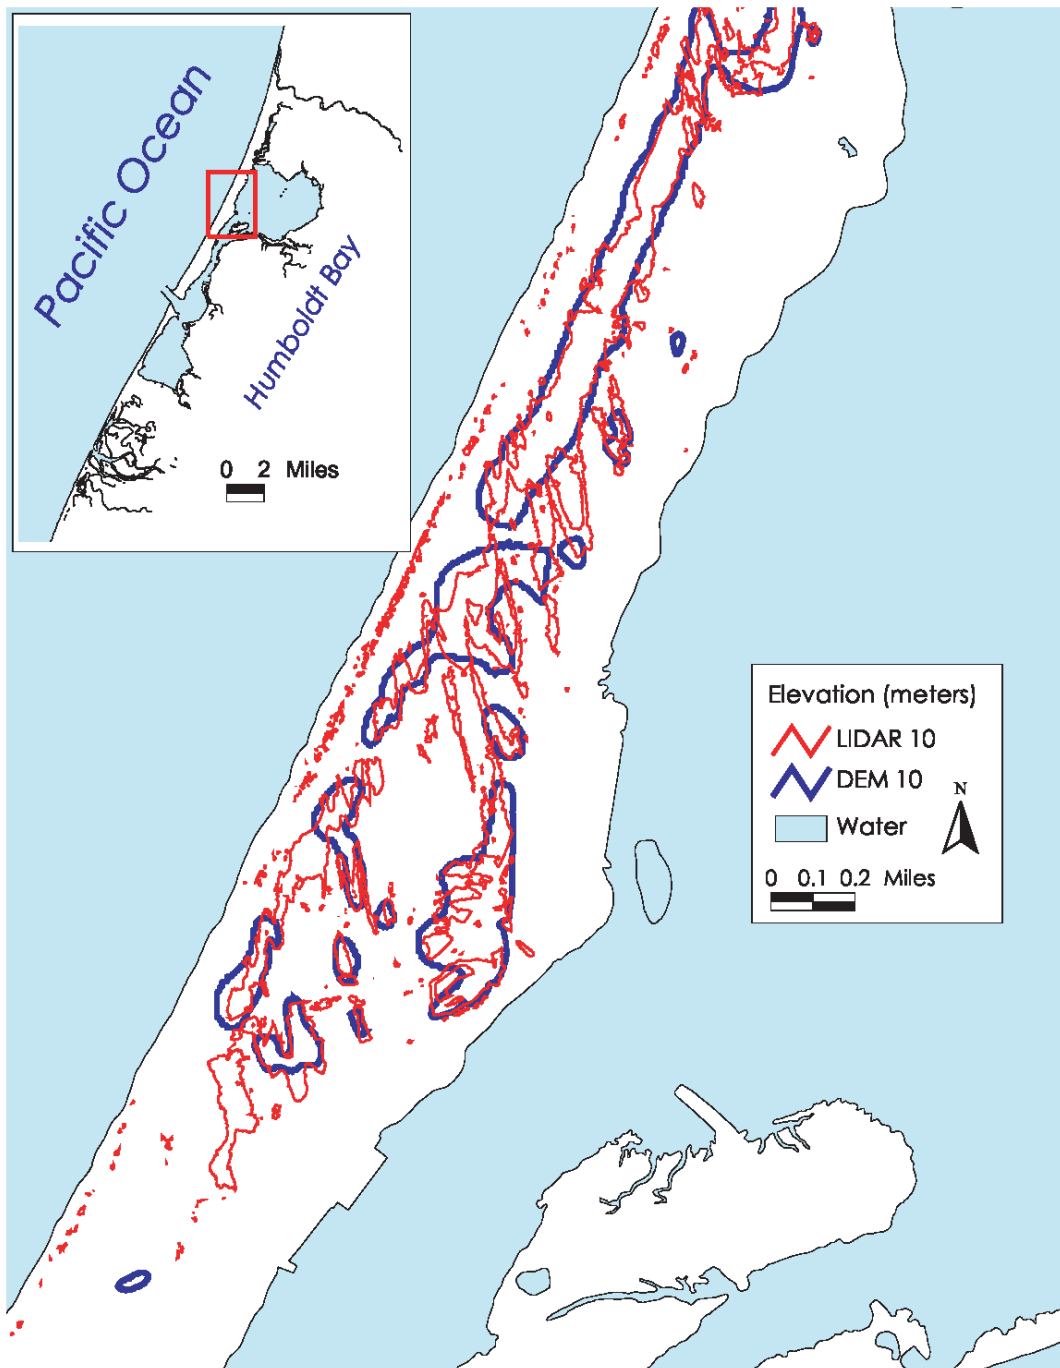 Pacific Ocean
Humboldt Bay
0 2 Miles
Elevation (meters)
LIDAR 10
DEM 10
Water
N
0 0.1 0.2 Miles